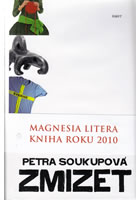 MAGNESIA LITERA
KNIHA ROKU 2010
PETRA SOUKUPOVÁ
ZMIZET